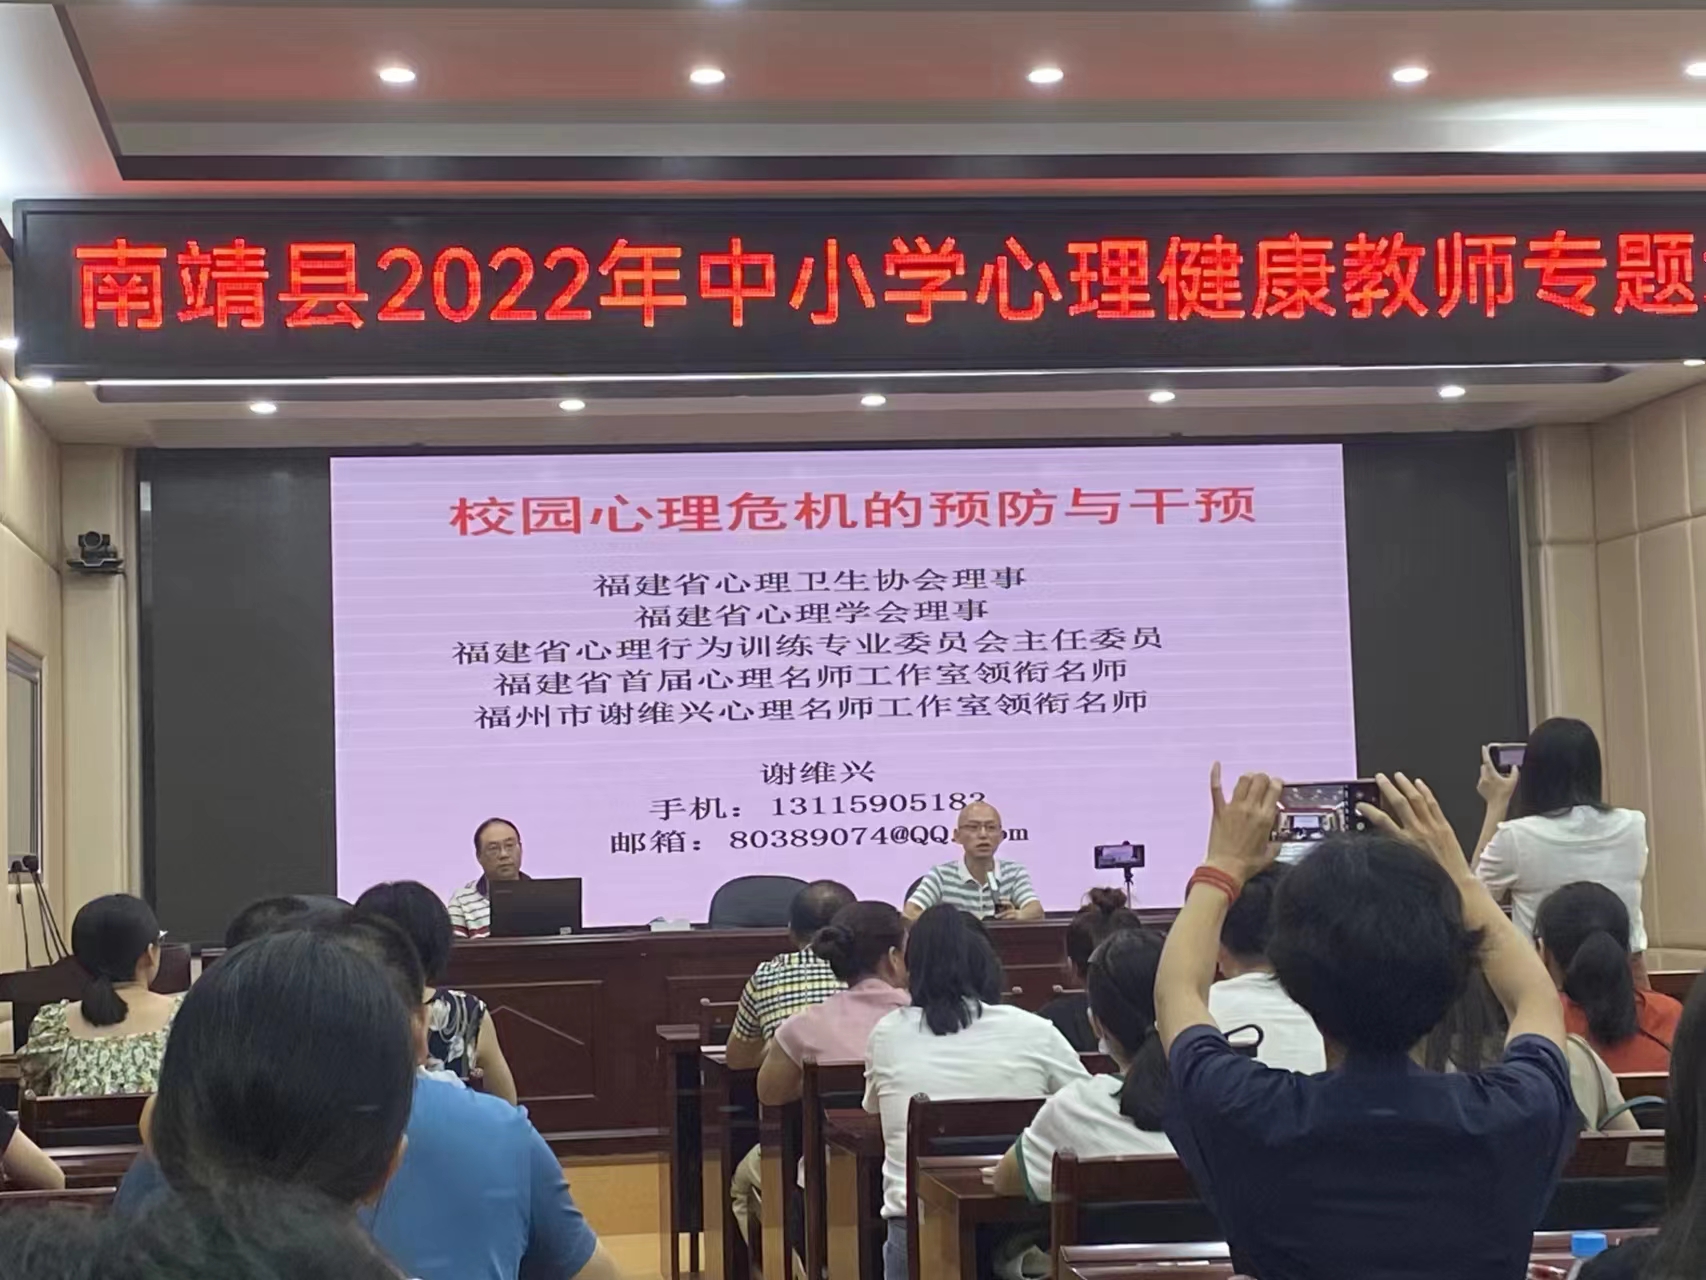 南靖县2022年中小学心理健康教师专题
校园心理危机的预防与干预
福建省心理卫生协会理事
福建省心理学会理事
福建省心理行为训练专业委员会主任委员
福建省首届心理名师工作室领衔名师
福州市谢维兴心理名师工作室领衔名师
谢维兴
手机：13115905183
邮箱：80389074@QQ.com